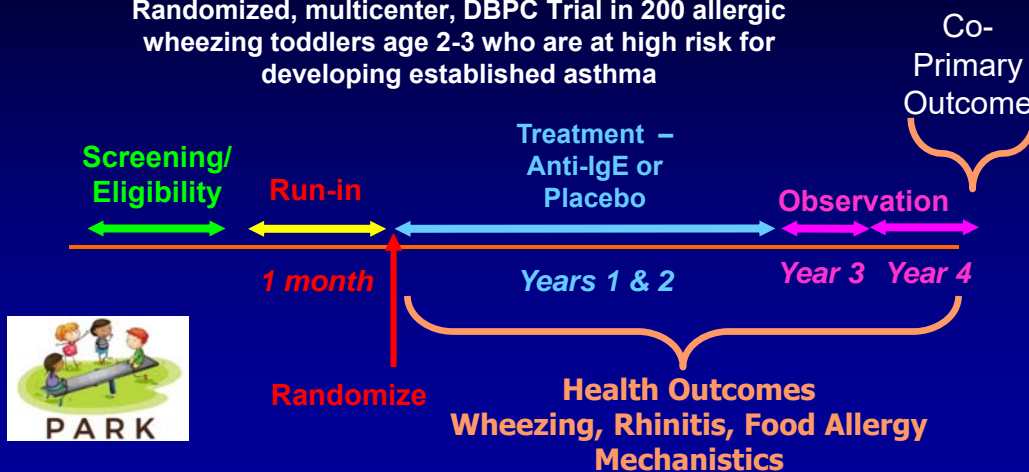 Randomized, multicenter, DBPC Trial in 200 allergic
wheezing toddlers age 2-3 who are at high risk for
developing established asthma
Co-
Primary
Outcome
Screening/
Eligibility
Run-in
Treatment –
Anti-IgE or
Placebo
Observation
1 month
Years 1 & 2
Year 3
Year 4
Randomize
Health Outcomes
Wheezing, Rhinitis, Food Allergy
Mechanistics
PARK